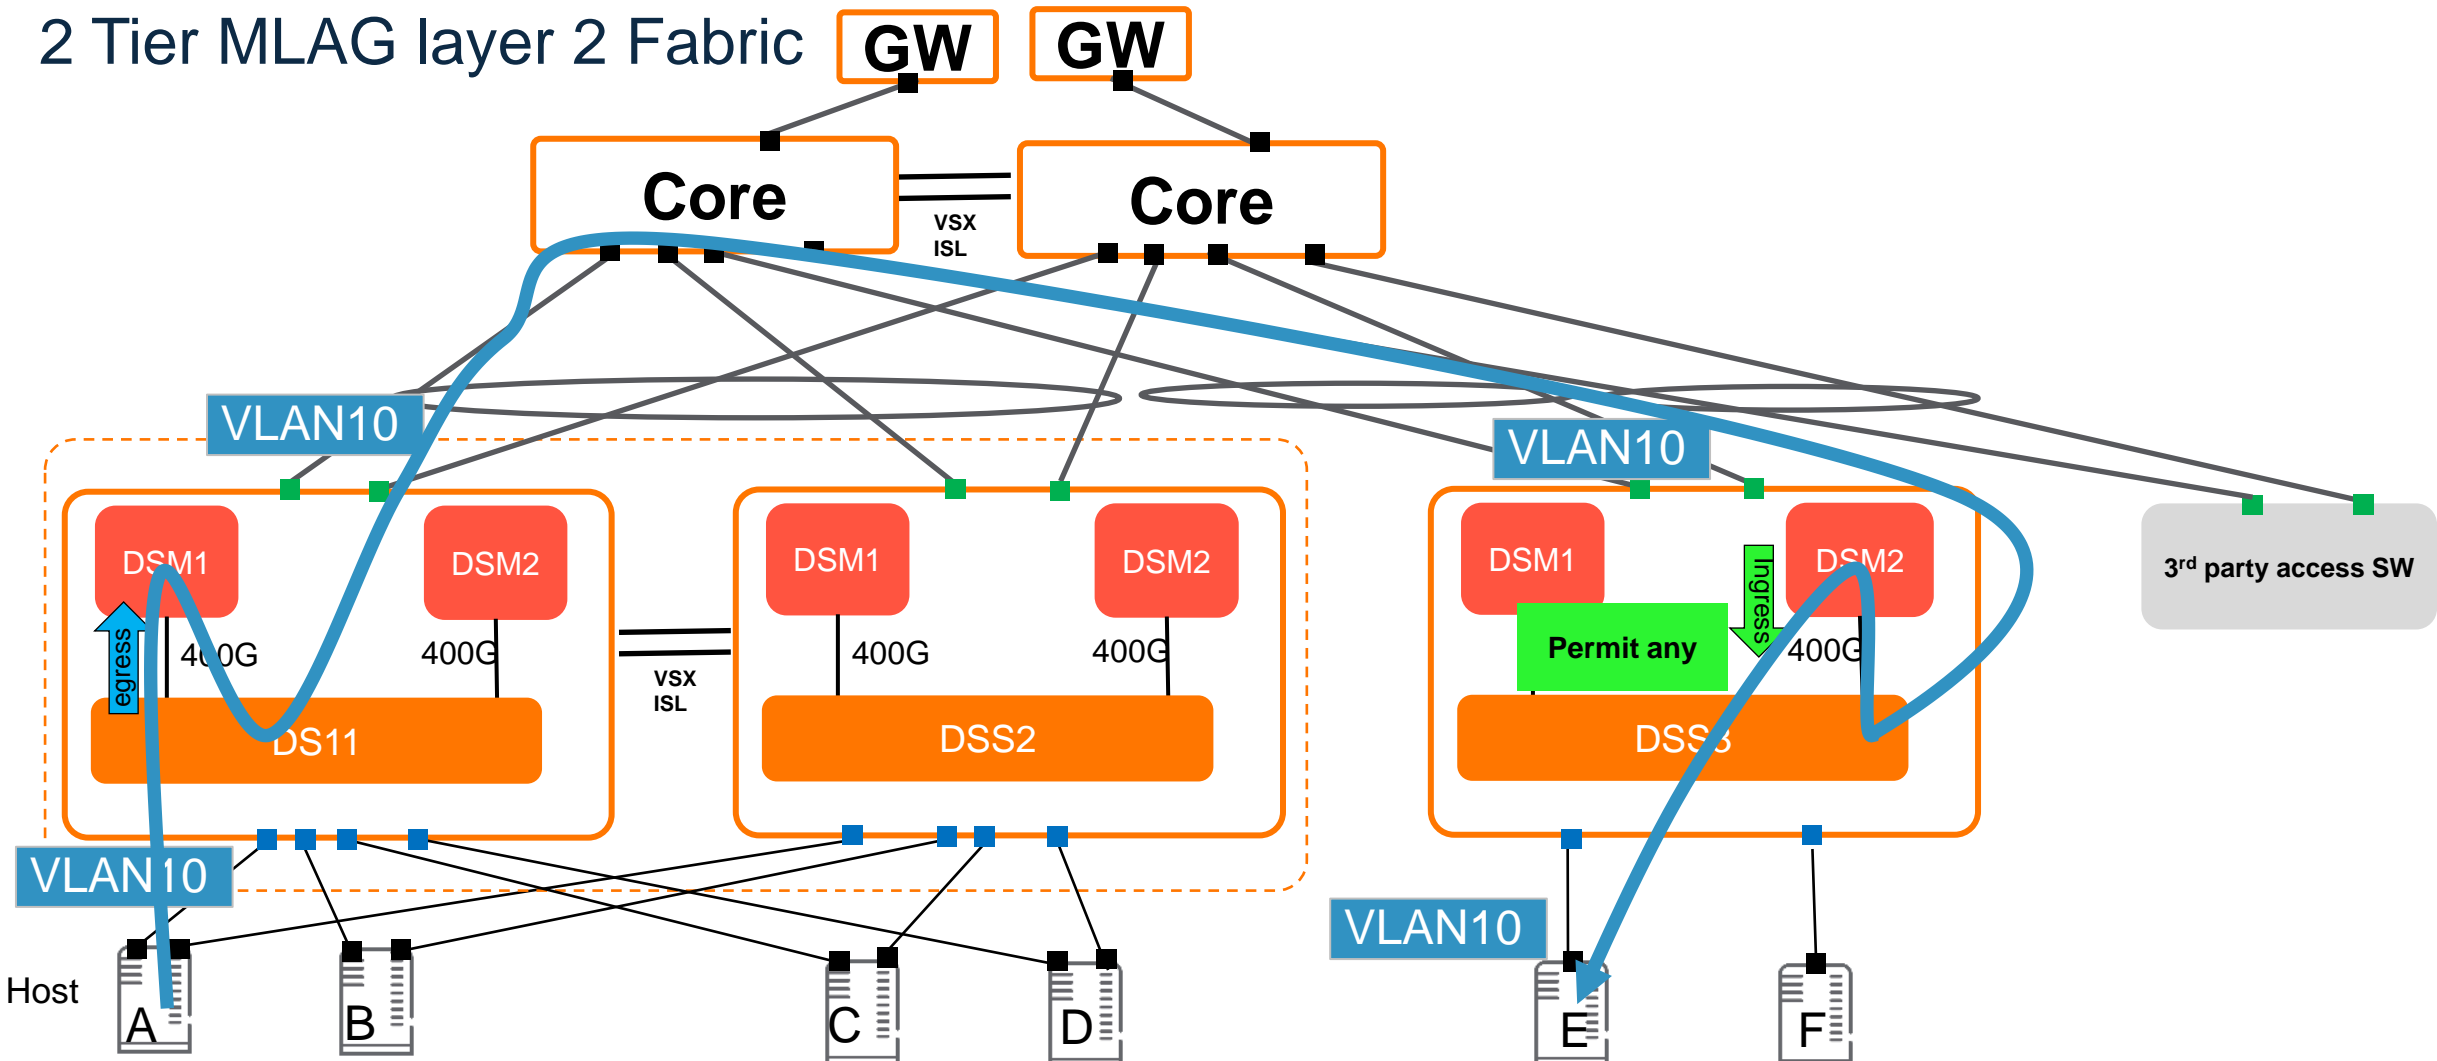 2 Tier MLAG layer 2 Fabric
GW
GW
Core
Core
VSX
ISL
VLAN10
VLAN10
DSM1
DSM2
DSM1
DSM2
DSM1
DSM2
3rd party access SW
egress
400G
400G
VSX
ISL
400G
400G
Permit any
Ingress
400G
DS11
DSS2
DSS3
VLAN10
VLAN10
Host
A
B
C
D
E
F